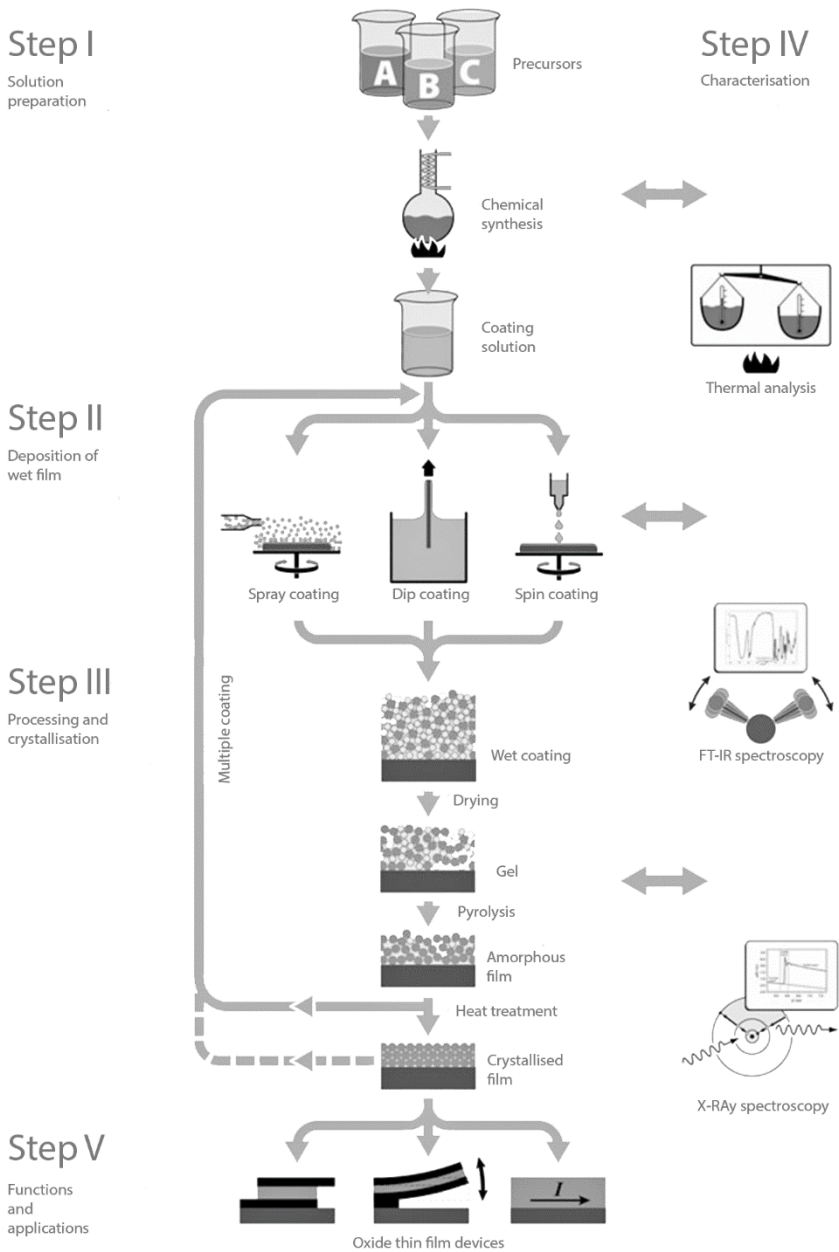 Step I
Solution
preparation
A
B
C
Precursors
Step IV
Characterisation
Chemical
synthesis
Coating
solution
Thermal analysis
Step II
Deposition of
wet film
Spray coating
Dip coating
Spin coating
Step III
Processing and
crystallisation
Multiple coating
Wet coating
FT-IR spectroscopy
Drying
Gel
Pyrolysis
Amorphous
film
Heat treatment
Crystallised
film
X-RAy spectroscopy
Step V
Functions
and
applications
I
Oxide thin film devices